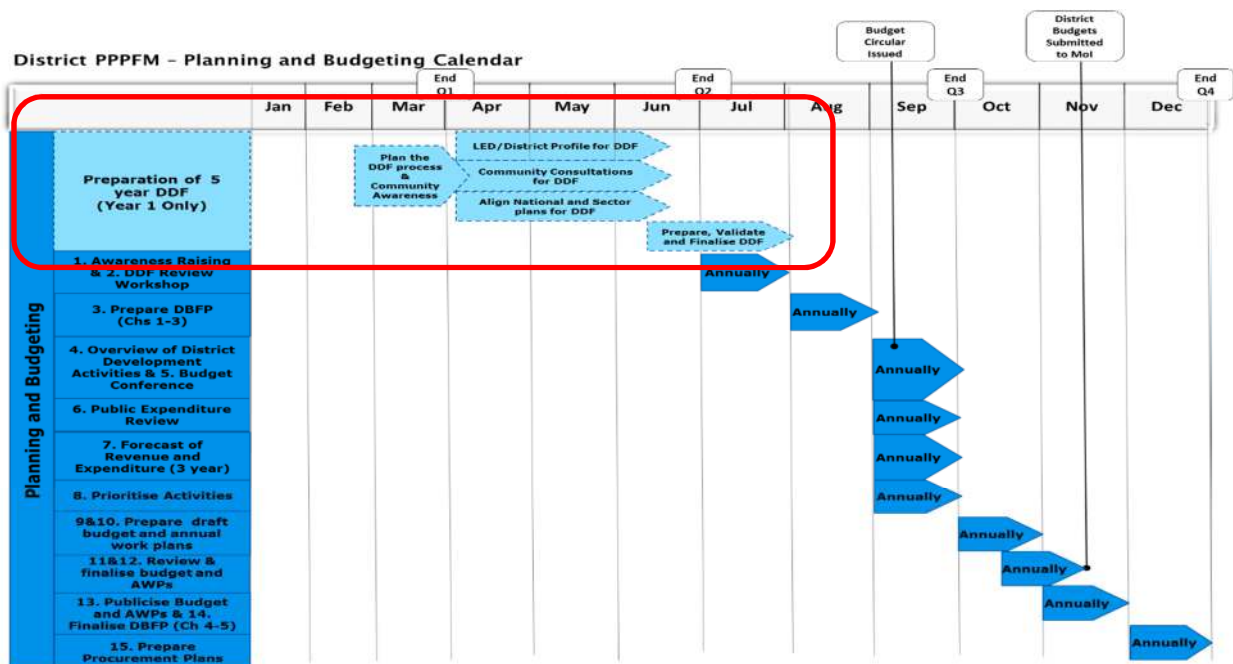 Budget
Circular
Issued
District
Budgets
Submitted
to MoI
District PPPFM – Planning and Budgeting Calendar
End
Q1
End
Q2
End
Q3
End
Q4
Jan
Feb
Mar
Apr
May
Jun
Jul
Aug
Sep
Oct
Nov
Dec
Planning and Budgeting
Preparation of 5
year DDF
(Year 1 Only)
Plan the
DDF process
&
Community
Awareness
LED/District Profile for DDF
Community Consultations
for DDF
Align National and Sector
plans for DDF
Prepare, Validate
and Finalise DDF
1. Awareness Raising
& 2. DDF Review
Workshop
Annually
3. Prepare DBFP
(Chs 1-3)
Annually
4. Overview of District
Development
Activities & 5. Budget
Conference
Annually
6. Public Expenditure
Review
Annually
7. Forecast of
Revenue and
Expenditure (3 year)
Annually
8. Prioritise Activities
Annually
9&10. Prepare draft
budget and annual
work plans
Annually
11&12. Review &
finalise budget and
AWPs
Annually
13. Publicise Budget
and AWPs & 14.
Finalise DBFP (Ch 4-5)
Annually
15. Prepare
Procurement Plans
Annually